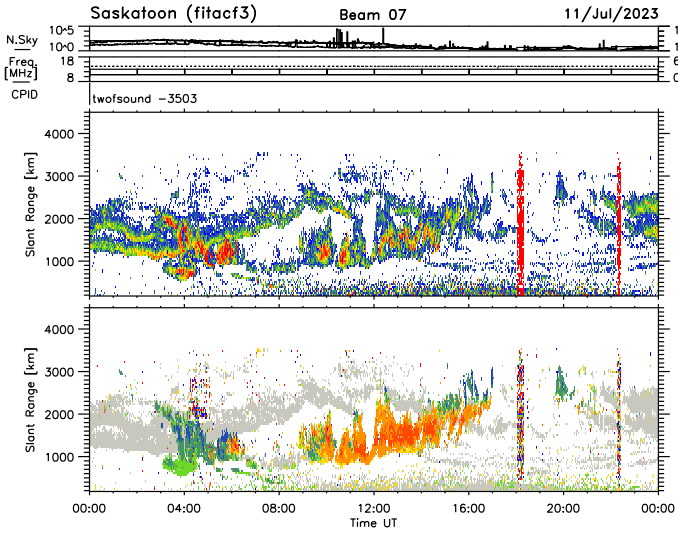 Saskatoon (fitacf3) Beam 07 11/Jul/2023
N.Sky 10^5 10^0 1 1
Freq. [MHz] 18 8 6 0
CPID twofsound -3503
Slant Range [km] 4000 3000 2000 1000
Slant Range [km] 4000 3000 2000 1000
00:00 04:00 08:00 12:00 16:00 20:00 00:00
Time UT